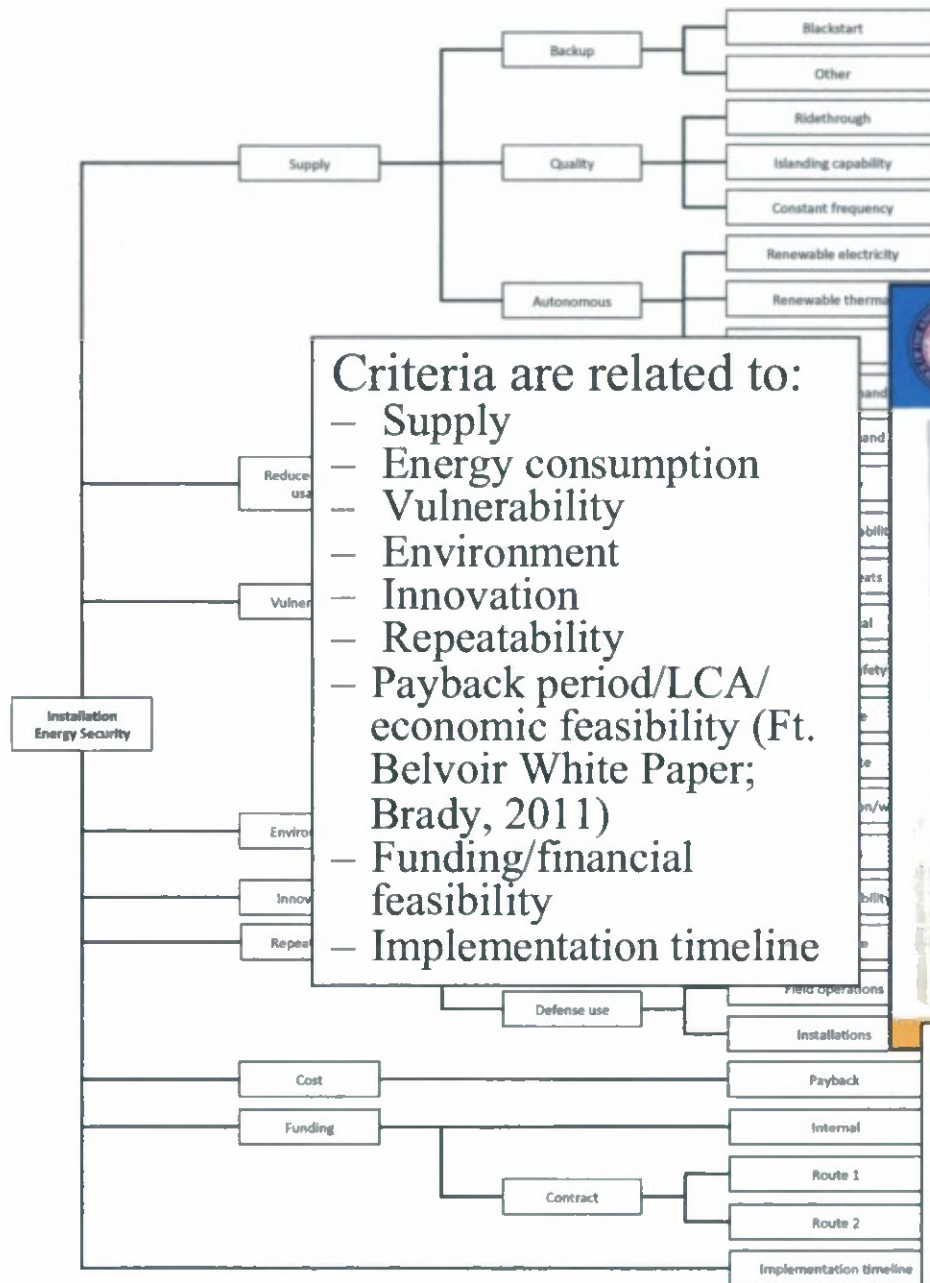 Blackstart
Backup
Other
Ridethrough
Supply
Quality
Islanding capability
Constant frequency
Renewable electricity
Autonomous
Criteria are related to:
– Supply
– Energy consumption
– Vulnerability
– Environment
– Innovation
– Repeatability
– Payback period/LCA/
economic feasibility (Ft.
Belvoir White Paper;
Brady, 2011)
– Funding/financial
feasibility
– Implementation timeline
Installation
Energy Security
Field operations
Defense use
Installations
Cost
Payback
Funding
Internal
Route 1
Contract
Route 2
Implementation timeline